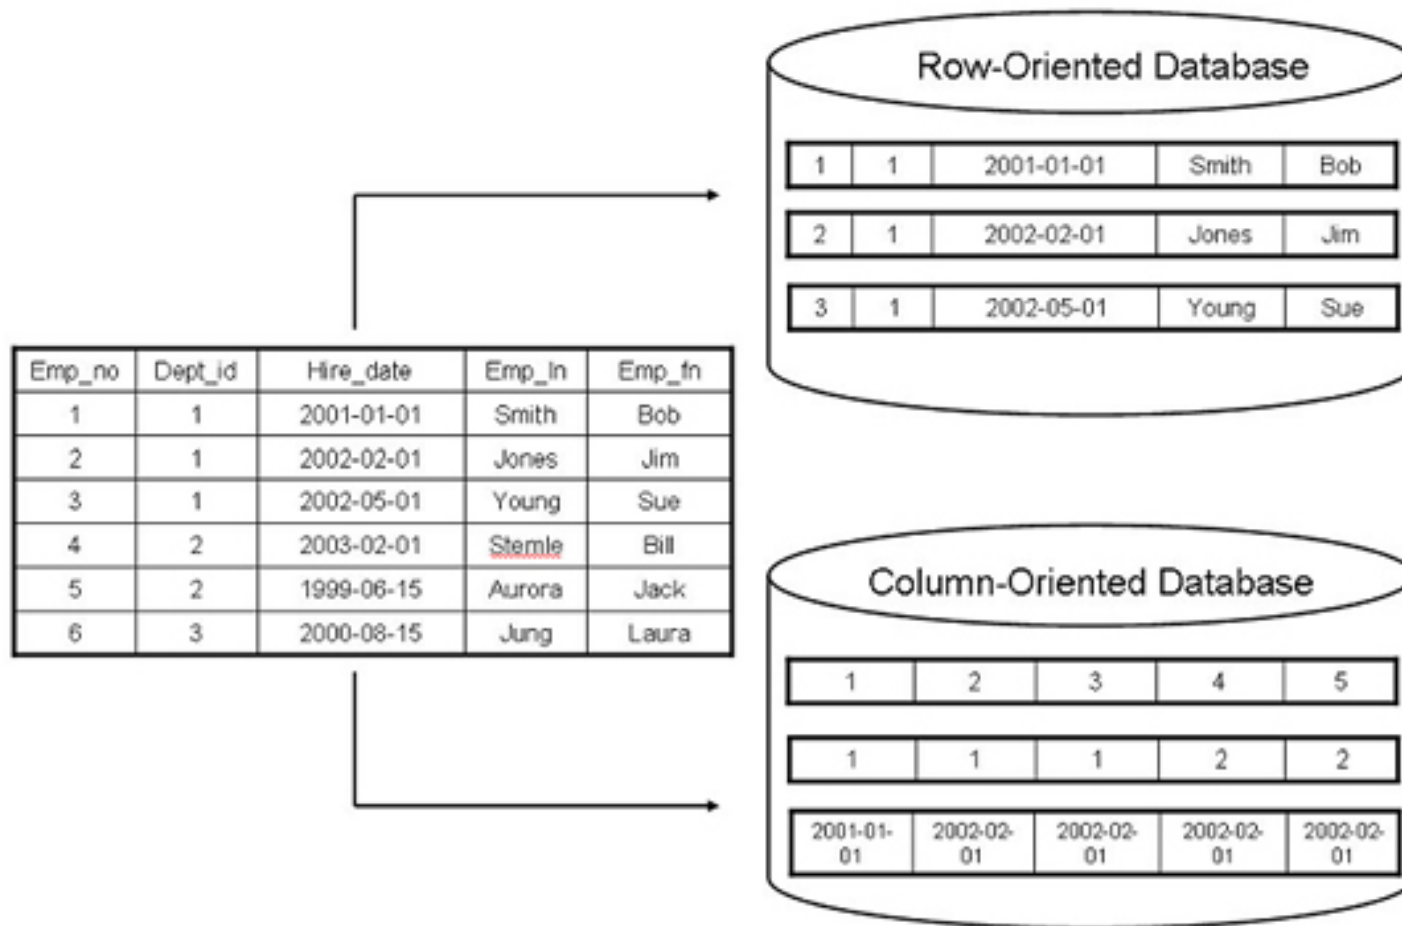 Row-Oriented Database
1 1 2001-01-01 Smith Bob
2 1 2002-02-01 Jones Jim
3 1 2002-05-01 Young Sue
Emp_no Dept_id Hire_date Emp_ln Emp_fn
1 1 2001-01-01 Smith Bob
2 1 2002-02-01 Jones Jim
3 1 2002-05-01 Young Sue
4 2 2003-02-01 Stemle Bill
5 2 1999-06-15 Aurora Jack
6 3 2000-08-15 Jung Laura
Column-Oriented Database
1 2 3 4 5
1 1 1 2 2
2001-01- 2002-02- 2002-02- 2002-02- 2002-02-
01 01 01 01 01